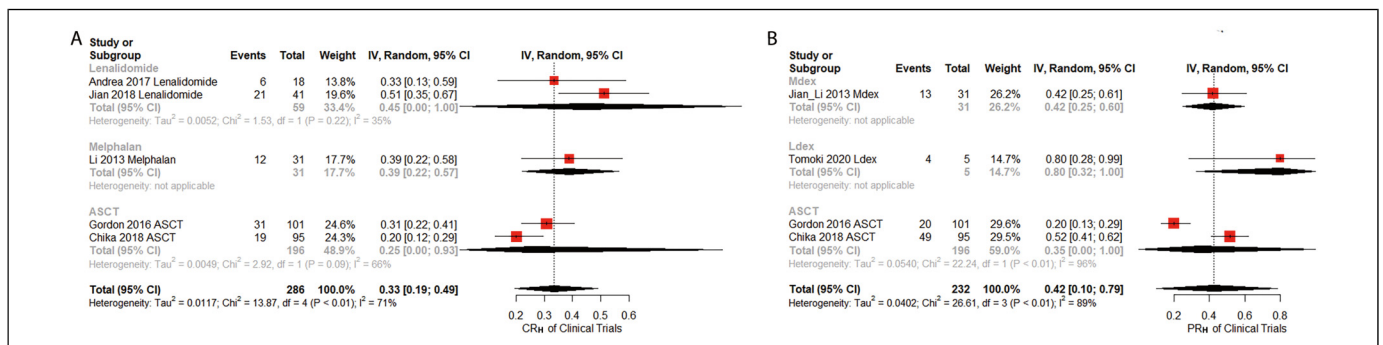 A
Study or
Subgroup Events Total Weight IV, Random, 95% CI IV, Random, 95% CI
Lenalidomide
Andrea 2017 Lenalidomide 6 18 13.8% 0.33 [0.13; 0.59]
Jian 2018 Lenalidomide 21 41 19.6% 0.51 [0.35; 0.67]
Total (95% CI) 59 33.4% 0.45 [0.00; 1.00]
Heterogeneity: Tau² = 0.0052; Chi² = 1.53, df = 1 (P = 0.22); I² = 35%
Melphalan
Li 2013 Melphalan 12 31 17.7% 0.39 [0.22; 0.58]
Total (95% CI) 31 17.7% 0.39 [0.22; 0.57]
Heterogeneity: not applicable
ASCT
Gordon 2016 ASCT 31 101 24.6% 0.31 [0.22; 0.41]
Chika 2018 ASCT 19 95 24.3% 0.20 [0.12; 0.29]
Total (95% CI) 196 48.9% 0.25 [0.00; 0.93]
Heterogeneity: Tau² = 0.0049; Chi² = 2.92, df = 1 (P = 0.09); I² = 66%
Total (95% CI) 286 100.0% 0.33 [0.19; 0.49]
Heterogeneity: Tau² = 0.0117; Chi² = 13.87, df = 4 (P < 0.01); I² = 71%
0.2 0.3 0.4 0.5 0.6
CRH of Clinical Trials
B
Study or
Subgroup Events Total Weight IV, Random, 95% CI IV, Random, 95% CI
Mdex
Jian_Li 2013 Mdex 13 31 26.2% 0.42 [0.25; 0.61]
Total (95% CI) 31 26.2% 0.42 [0.25; 0.60]
Heterogeneity: not applicable
Ldex
Tomoki 2020 Ldex 4 5 14.7% 0.80 [0.28; 0.99]
Total (95% CI) 5 14.7% 0.80 [0.32; 1.00]
Heterogeneity: not applicable
ASCT
Gordon 2016 ASCT 20 101 29.6% 0.20 [0.13; 0.29]
Chika 2018 ASCT 49 95 29.5% 0.52 [0.41; 0.62]
Total (95% CI) 196 59.0% 0.35 [0.00; 1.00]
Heterogeneity: Tau² = 0.0540; Chi² = 22.24, df = 1 (P < 0.01); I² = 96%
Total (95% CI) 232 100.0% 0.42 [0.10; 0.79]
Heterogeneity: Tau² = 0.0402; Chi² = 26.61, df = 3 (P < 0.01); I² = 89%
0.2 0.4 0.6 0.8
PRH of Clinical Trials